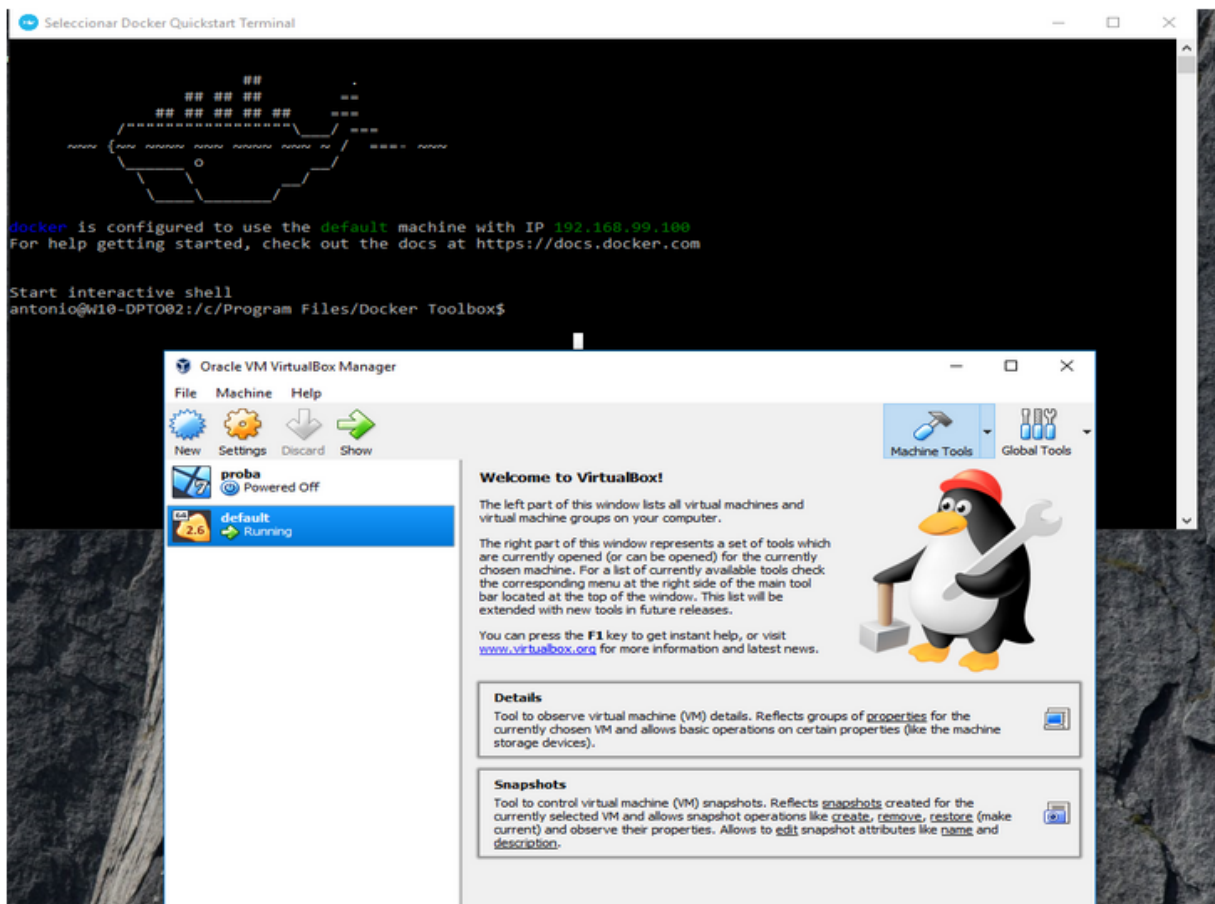 Seleccionar Docker Quickstart Terminal
## .
## ## ## ==
## ## ## ## ## ===
/"""""""""""""""""\___/ ===
~~~ {~~ ~~~~ ~~~ ~~~~ ~~~ ~ / ===- ~~~
\______ o __/
\ \ __/
\____\_______/
docker is configured to use the default machine with IP 192.168.99.100
For help getting started, check out the docs at https://docs.docker.com
Start interactive shell
antonio@W10-DPTO02:/c/Program Files/Docker Toolbox$
Oracle VM VirtualBox Manager
File Machine Help
New Settings Discard Show
Machine Tools Global Tools
7
proba
Powered Off
64
2.6
default
Running
Welcome to VirtualBox!
The left part of this window lists all virtual machines and
virtual machine groups on your computer.
The right part of this window represents a set of tools which
are currently opened (or can be opened) for the currently
chosen machine. For a list of currently available tools check
the corresponding menu at the right side of the main tool
bar located at the top of the window. This list will be
extended with new tools in future releases.
You can press the F1 key to get instant help, or visit
www.virtualbox.org for more information and latest news.
Details
Tool to observe virtual machine (VM) details. Reflects groups of properties for the
currently chosen VM and allows basic operations on certain properties (like the machine
storage devices).
Snapshots
Tool to control virtual machine (VM) snapshots. Reflects snapshots created for the
currently selected VM and allows snapshot operations like create, remove, restore (make
current) and observe their properties. Allows to edit snapshot attributes like name and
description.